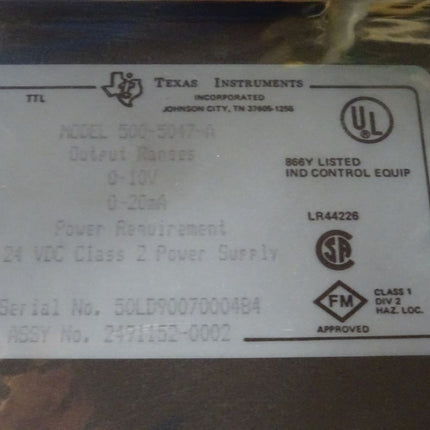 TTL
TEXAS INSTRUMENTS
INCORPORATED
JOHNSON CITY, TN 37605-1255
MODEL 500-5047-A
Output Ranges
0-10V
0-20mA
Power Requirement
24 VDC Class 2 Power Supply
Serial No. 50LD90070004B4
ASSY No. 2491152-0002
UL
866Y LISTED
IND CONTROL EQUIP
LR44226
SA
FM
APPROVED
CLASS 1
DIV 2
HAZ. LOC.